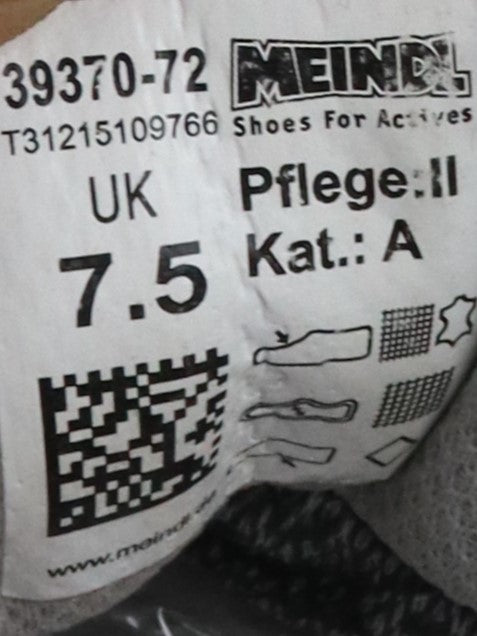 39370-72
T31215109766
UK
7.5
MEINDL
Shoes For Actives
Pflege:II
Kat.: A
www.meindl.de